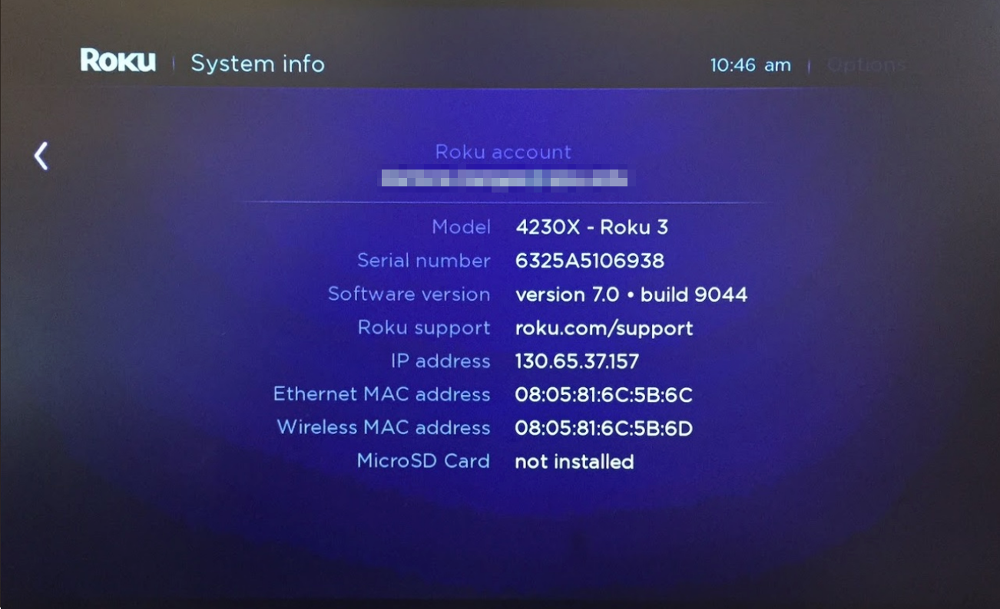 Roku | System info 10:46 am | Options
Roku account
Model 4230X - Roku 3
Serial number 6325A5106938
Software version version 7.0 • build 9044
Roku support roku.com/support
IP address 130.65.37.157
Ethernet MAC address 08:05:81:6C:5B:6C
Wireless MAC address 08:05:81:6C:5B:6D
MicroSD Card not installed